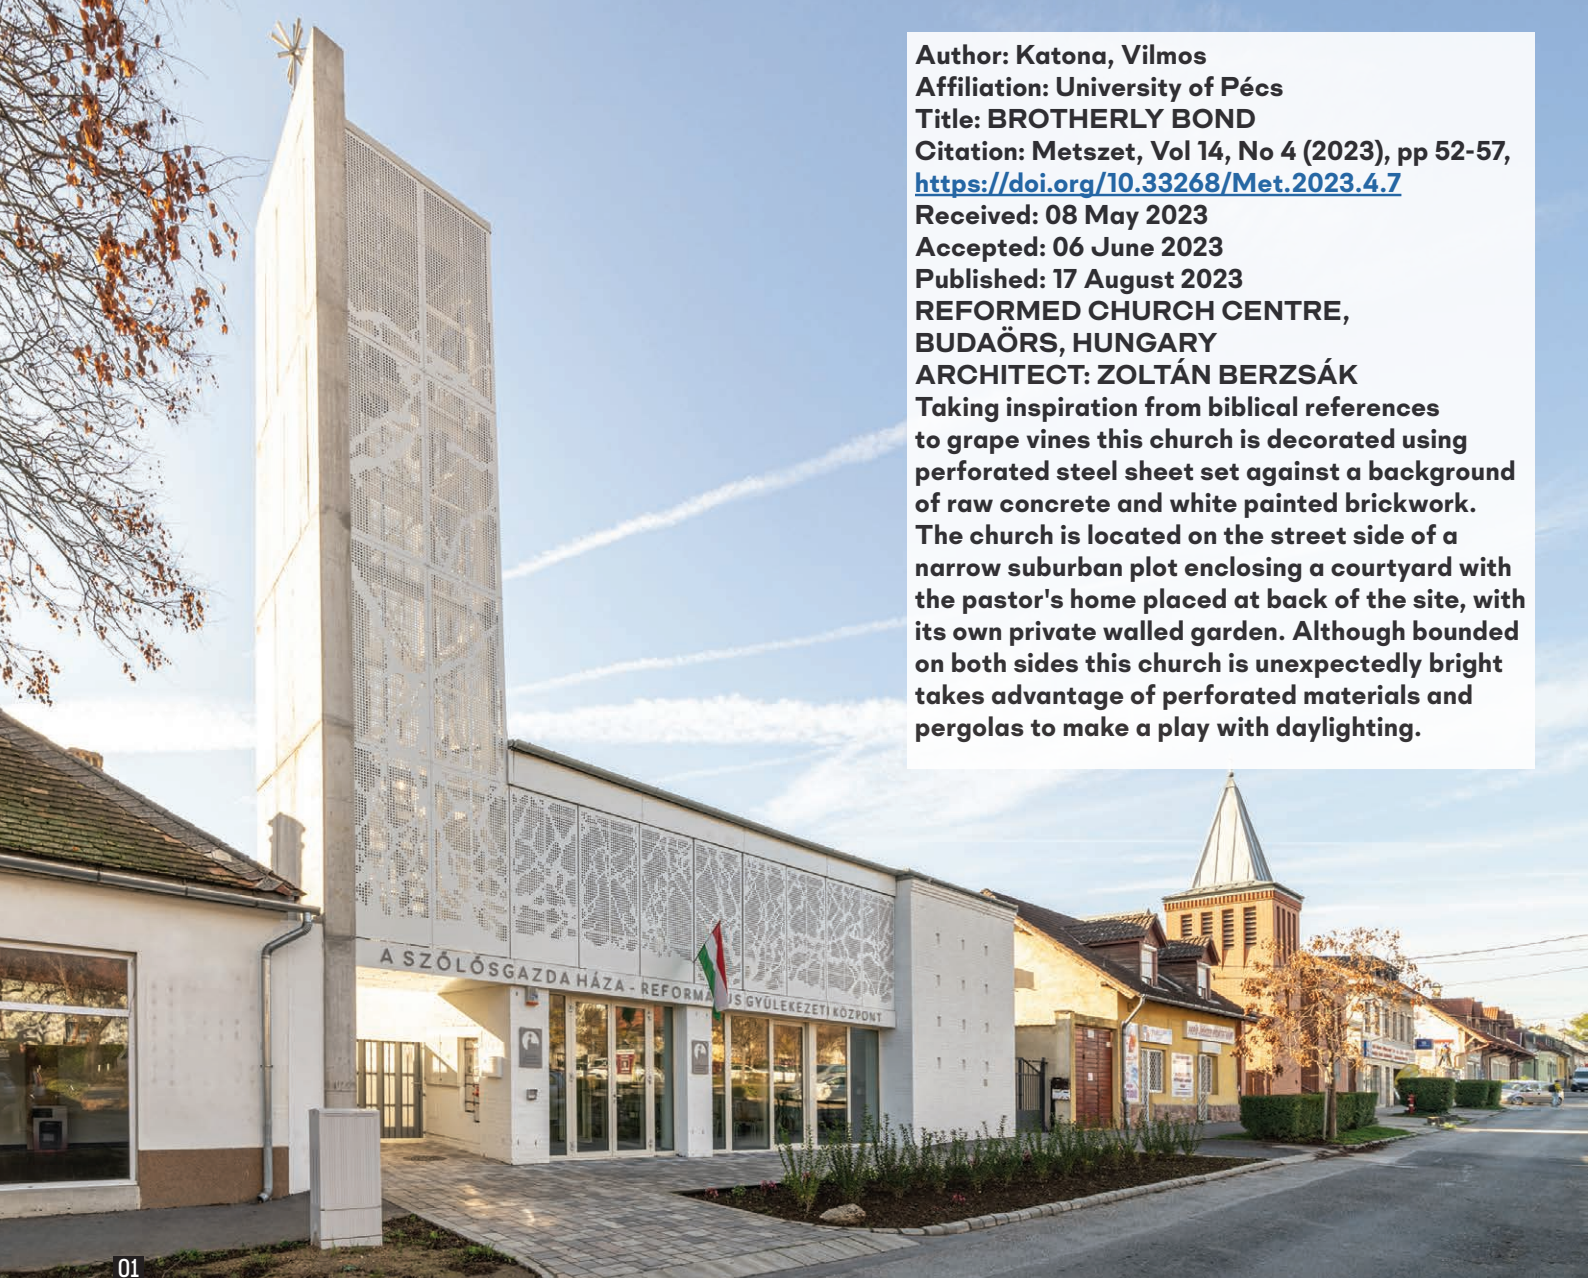 Author: Katona, Vilmos
Affiliation: University of Pécs
Title: BROTHERLY BOND
Citation: Metszet, Vol 14, No 4 (2023), pp 52-57,
https://doi.org/10.33268/Met.2023.4.7
Received: 08 May 2023
Accepted: 06 June 2023
Published: 17 August 2023
REFORMED CHURCH CENTRE,
BUDAÖRS, HUNGARY
ARCHITECT: ZOLTÁN BERZSÁK
Taking inspiration from biblical references
to grape vines this church is decorated using
perforated steel sheet set against a background
of raw concrete and white painted brickwork.
The church is located on the street side of a
narrow suburban plot enclosing a courtyard with
the pastor's home placed at back of the site, with
its own private walled garden. Although bounded
on both sides this church is unexpectedly bright
takes advantage of perforated materials and
pergolas to make a play with daylighting.
A SZŐLŐSGAZDA HÁZA - REFORMÁ US GYÜLEKEZETI KÖZPONT
01